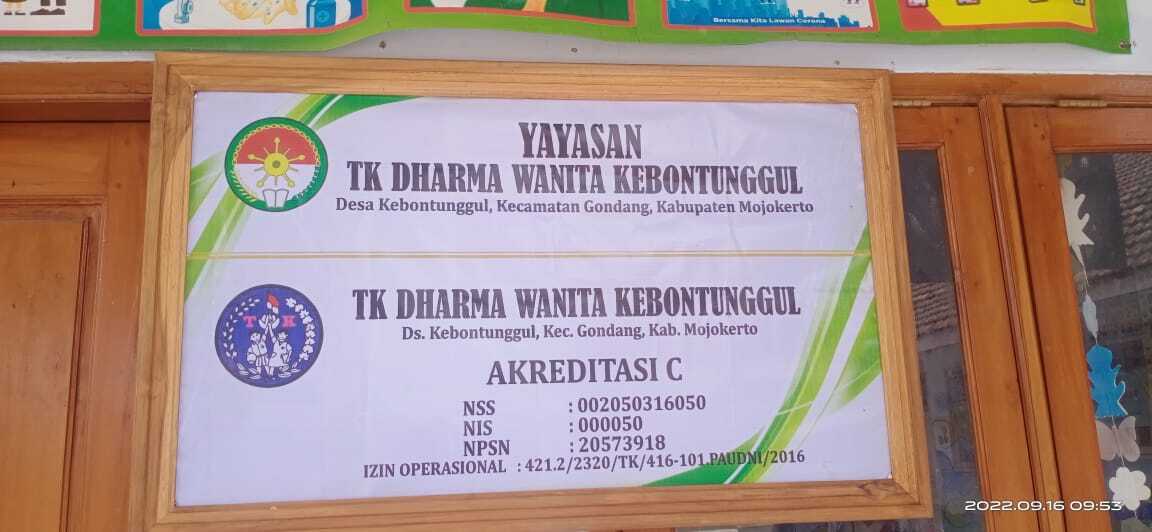 Bersama Kita Lawan Corona
YAYASAN
TK DHARMA WANITA KEBONTUNGGUL
Desa Kebontunggul, Kecamatan Gondang, Kabupaten Mojokerto
T K
TK DHARMA WANITA KEBONTUNGGUL
Ds. Kebontunggul, Kec. Gondang, Kab. Mojokerto
AKREDITASI C
NSS : 002050316050
NIS : 000050
NPSN : 20573918
IZIN OPERASIONAL : 421.2/2320/TK/416-101.PAUDNI/2016
2022.09.16 09:53